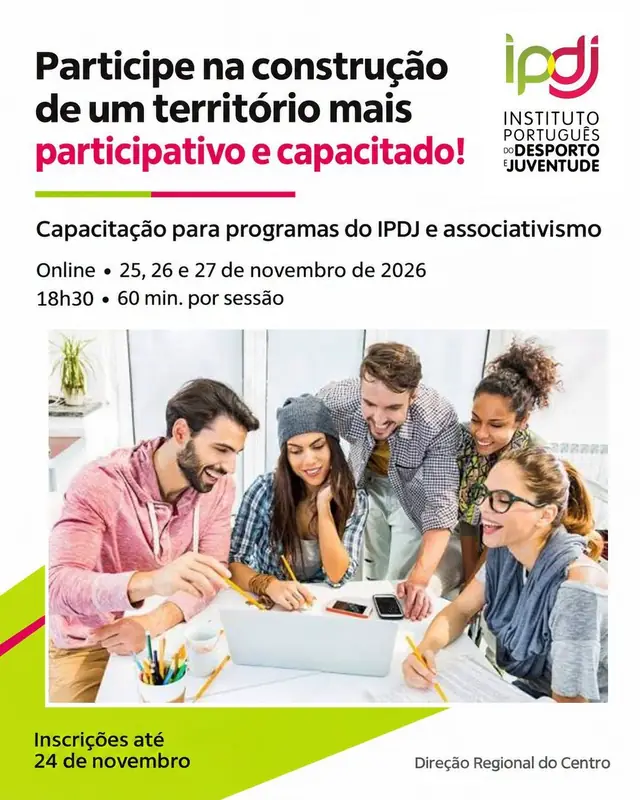 Participe na construção
de um território mais
participativo e capacitado!
ipdj
INSTITUTO
PORTUGUÊS
DO DESPORTO
E JUVENTUDE
Capacitação para programas do IPDJ e associativismo
Online • 25, 26 e 27 de novembro de 2026
18h30 • 60 min. por sessão
Inscrições até
24 de novembro
Direção Regional do Centro